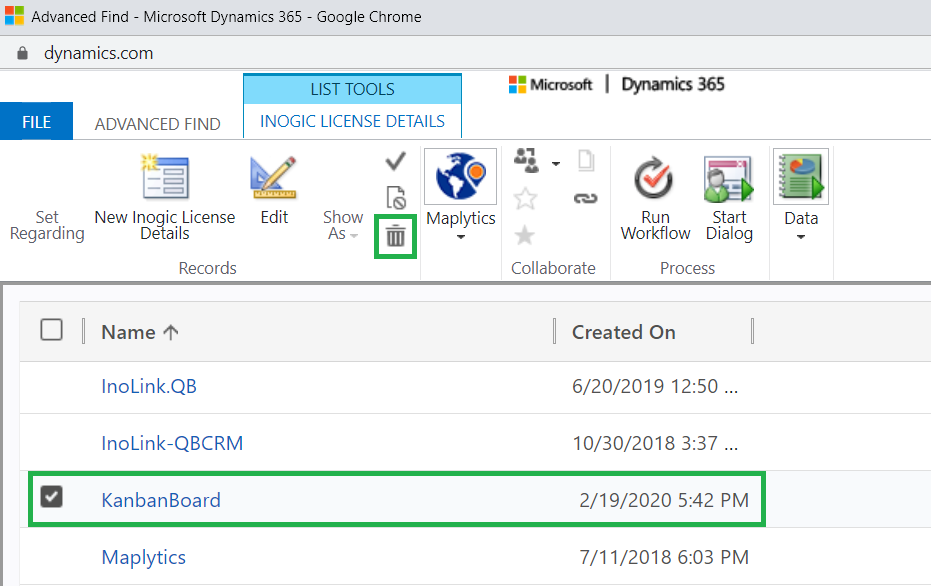 Advanced Find - Microsoft Dynamics 365 - Google Chrome
dynamics.com
LIST TOOLS
Microsoft | Dynamics 365
FILE
ADVANCED FIND
INOGIC LICENSE DETAILS
Set
Regarding
New Inogic License
Details
Edit
Show
As
Maplytics
Run
Workflow
Start
Dialog
Data
Records
Collaborate
Process
Name
Created On
InoLink.QB 6/20/2019 12:50 ...
InoLink-QBCRM 10/30/2018 3:37 ...
KanbanBoard 2/19/2020 5:42 PM
Maplytics 7/11/2018 6:03 PM